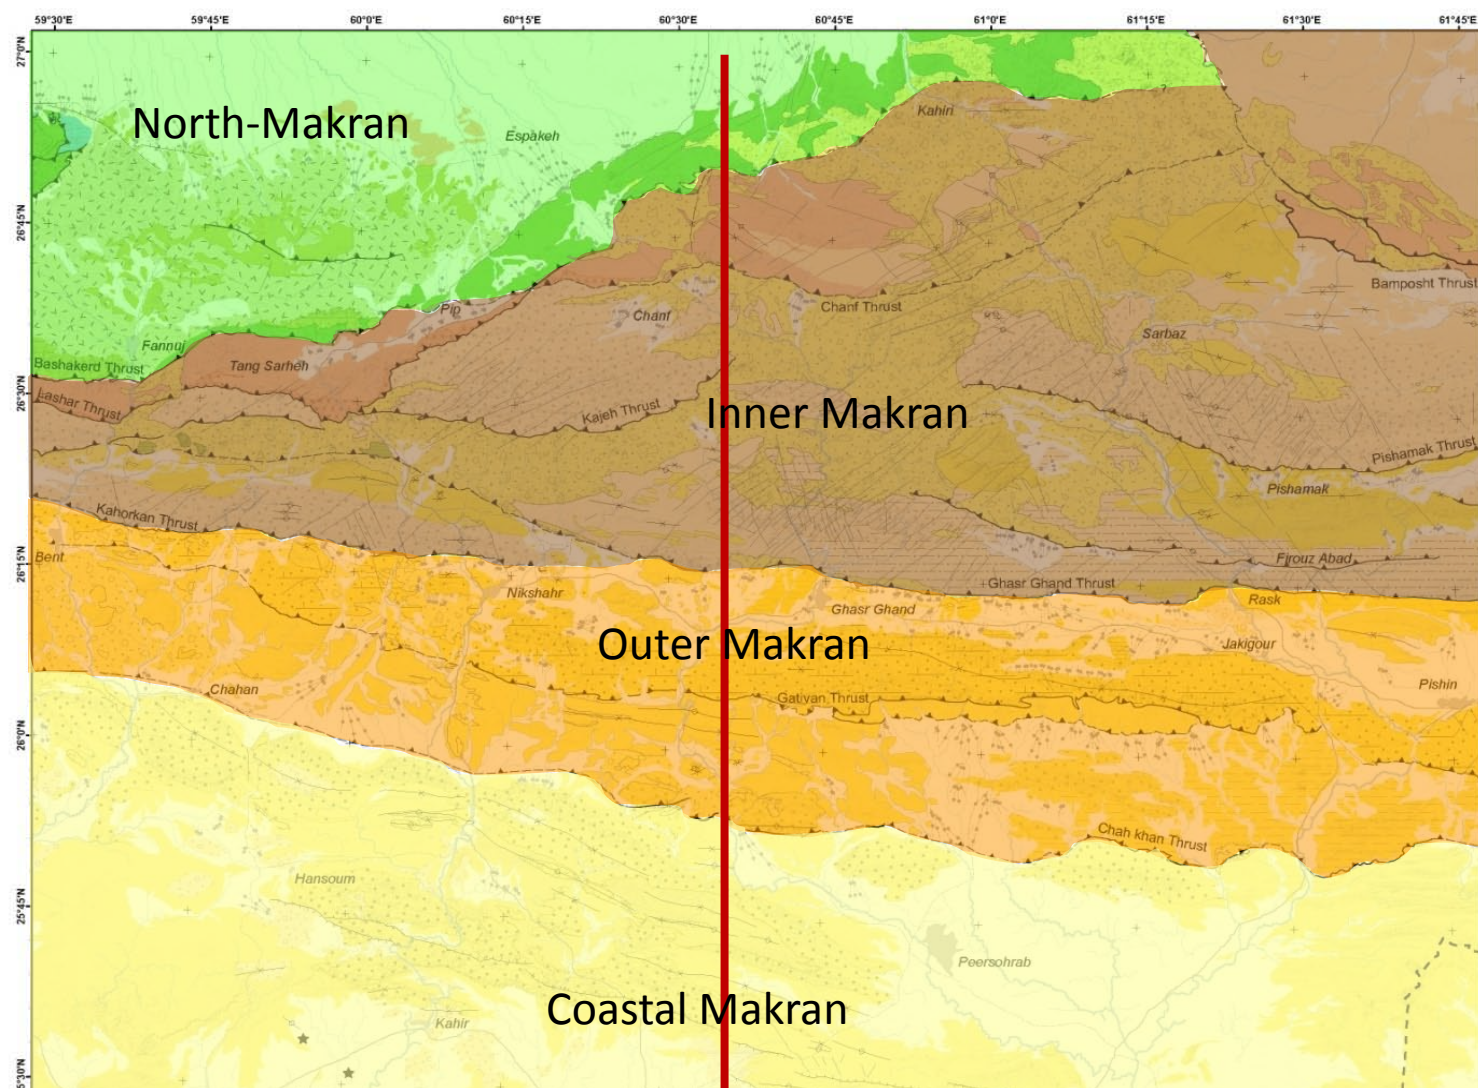 59°30'E 59°45'E 60°0'E 60°15'E 60°30'E 60°45'E 61°0'E 61°15'E 61°30'E 61°45'E
27°0'N
North-Makran
Kahiri
Espakeh
26°45'N
Bamposht Thrust
Chanf Thrust
Pip
Chanf
Sarbaz
Fannuj
Bashakerd Thrust
Tang Sarheh
26°30'N
Lashar Thrust
Kajeh Thrust
Inner Makran
Pishamak Thrust
Pishamak
Kahorkan Thrust
26°15'N
Bent
Firouz Abad
Ghasr Ghand Thrust
Nikshahr
Rask
Ghasr Ghand
Outer Makran
Jakigour
Chahan
Pishin
Gativan Thrust
26°0'N
Chah khan Thrust
Hansoum
25°45'N
Peersohrab
Coastal Makran
Kahir
5°30'N